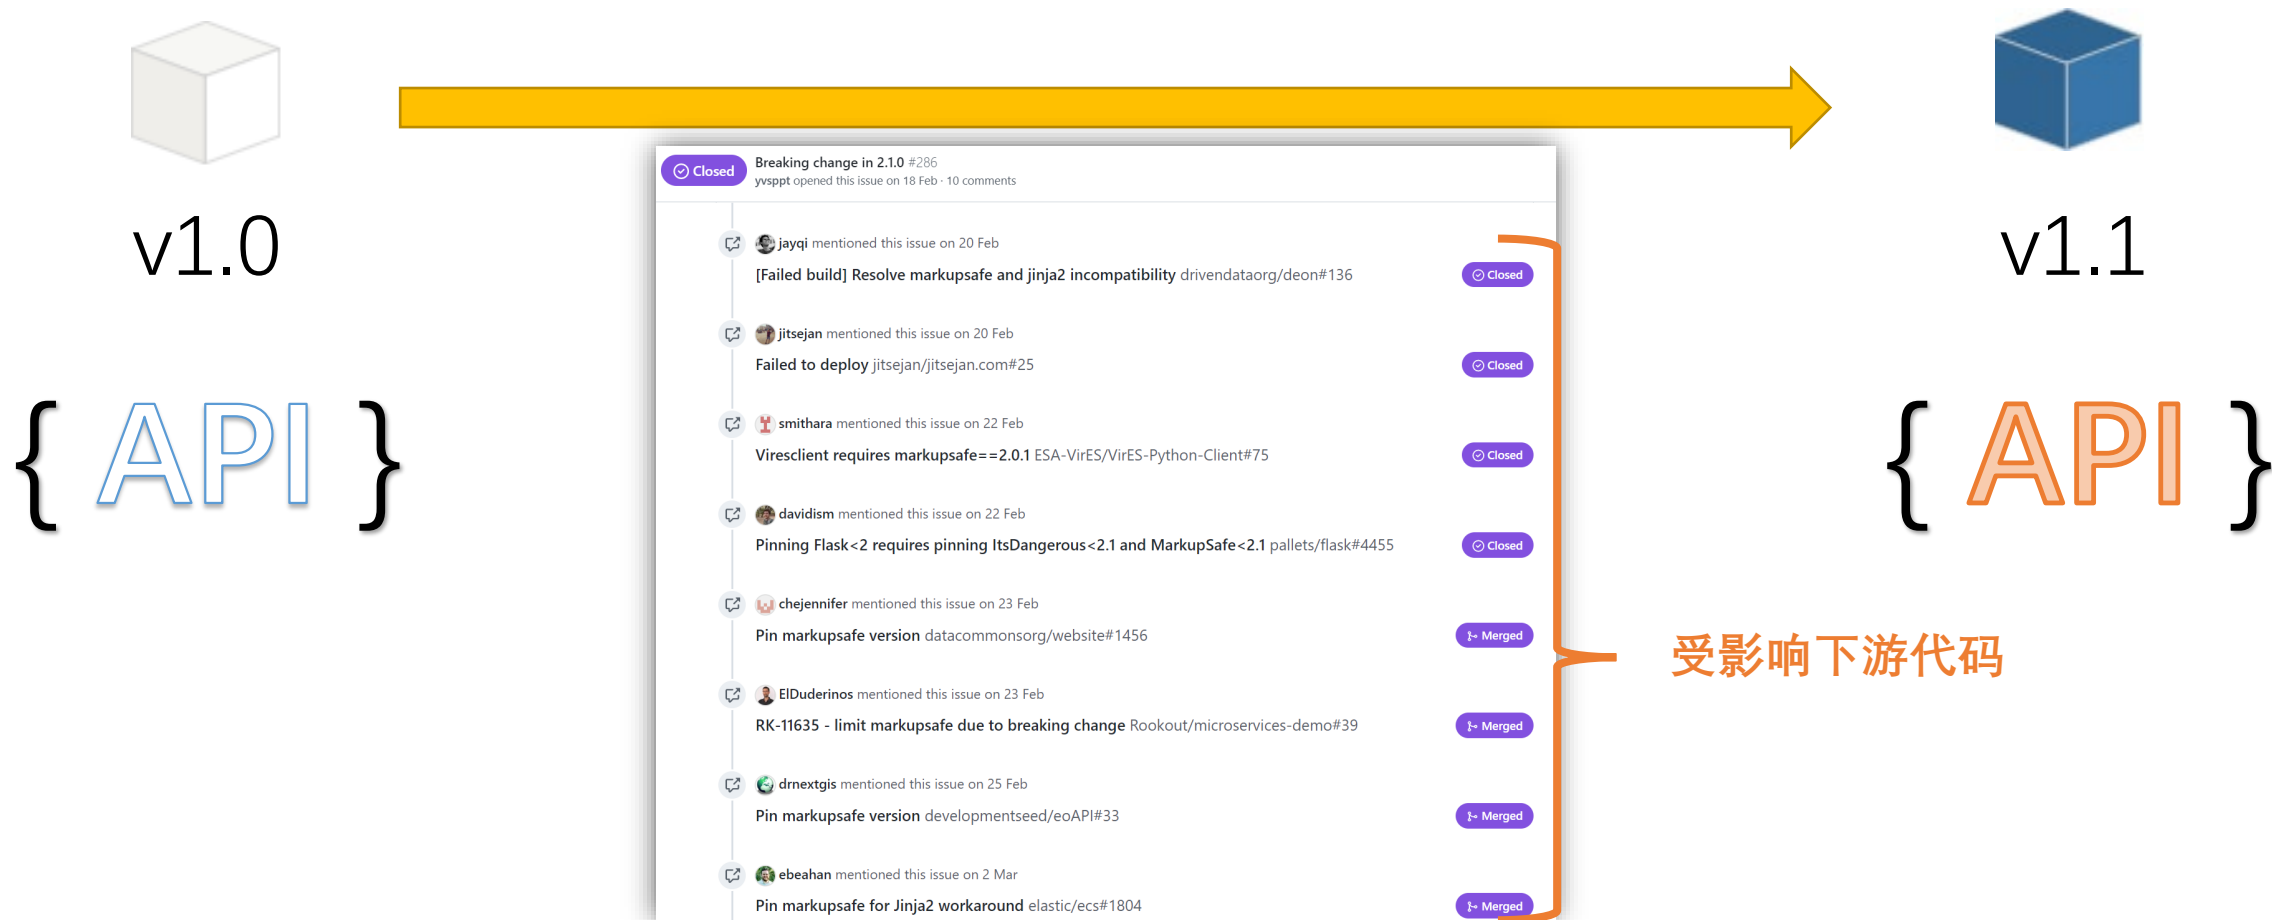 v1.0
{ API }
Closed
Breaking change in 2.1.0 #286
yvsppt opened this issue on 18 Feb · 10 comments
jayqi mentioned this issue on 20 Feb
[Failed build] Resolve markupsafe and jinja2 incompatibility drivendataorg/deon#136 Closed
jitsejan mentioned this issue on 20 Feb
Failed to deploy jitsejan/jitsejan.com#25 Closed
smithara mentioned this issue on 22 Feb
Viresclient requires markupsafe==2.0.1 ESA-VirES/VirES-Python-Client#75 Closed
davidism mentioned this issue on 22 Feb
Pinning Flask<2 requires pinning ItsDangerous<2.1 and MarkupSafe<2.1 pallets/flask#4455 Closed
chejennifer mentioned this issue on 23 Feb
Pin markupsafe version datacommonsorg/website#1456 Merged
ElDuderinos mentioned this issue on 23 Feb
RK-11635 - limit markupsafe due to breaking change Rookout/microservices-demo#39 Merged
drnextgis mentioned this issue on 25 Feb
Pin markupsafe version developmentseed/eoAPI#33 Merged
ebeahan mentioned this issue on 2 Mar
Pin markupsafe for Jinja2 workaround elastic/ecs#1804 Merged
受影响下游代码
v1.1
{ API }